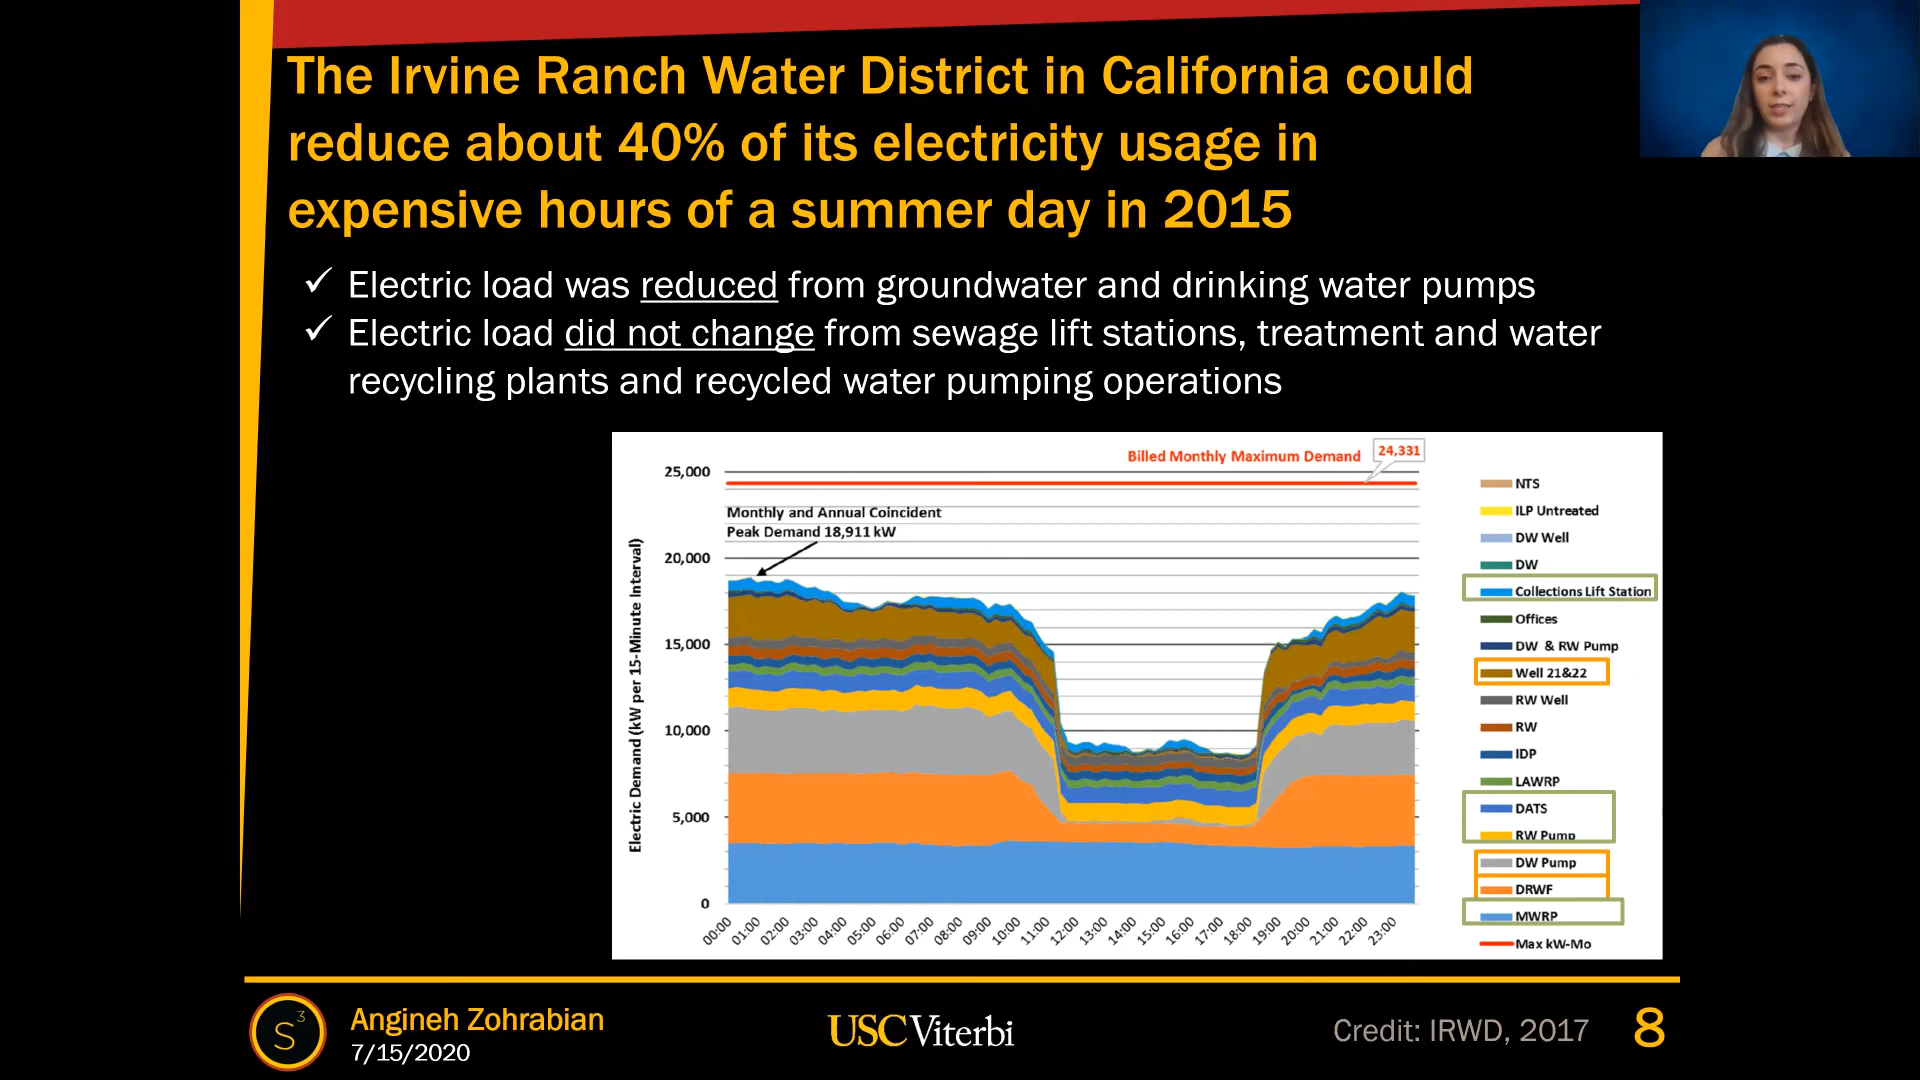 The Irvine Ranch Water District in California could
reduce about 40% of its electricity usage in
expensive hours of a summer day in 2015
✓ Electric load was reduced from groundwater and drinking water pumps
✓ Electric load did not change from sewage lift stations, treatment and water
recycling plants and recycled water pumping operations
Billed Monthly Maximum Demand
24,331
Monthly and Annual Coincident
Peak Demand 18,911 kW
Electric Demand (kW per 15-Minute Interval)
25,000
20,000
15,000
10,000
5,000
0
00:00
01:00
02:00
03:00
04:00
05:00
06:00
07:00
08:00
09:00
10:00
11:00
12:00
13:00
14:00
15:00
16:00
17:00
18:00
19:00
20:00
21:00
22:00
23:00
NTS
ILP Untreated
DW Well
DW
Collections Lift Station
Offices
DW & RW Pump
Well 21&22
RW Well
RW
IDP
LAWRP
DATS
RW Pump
DW Pump
DRWF
MWRP
Max kW-Mo
S3
Angineh Zohrabian
7/15/2020
USC Viterbi
Credit: IRWD, 2017
8